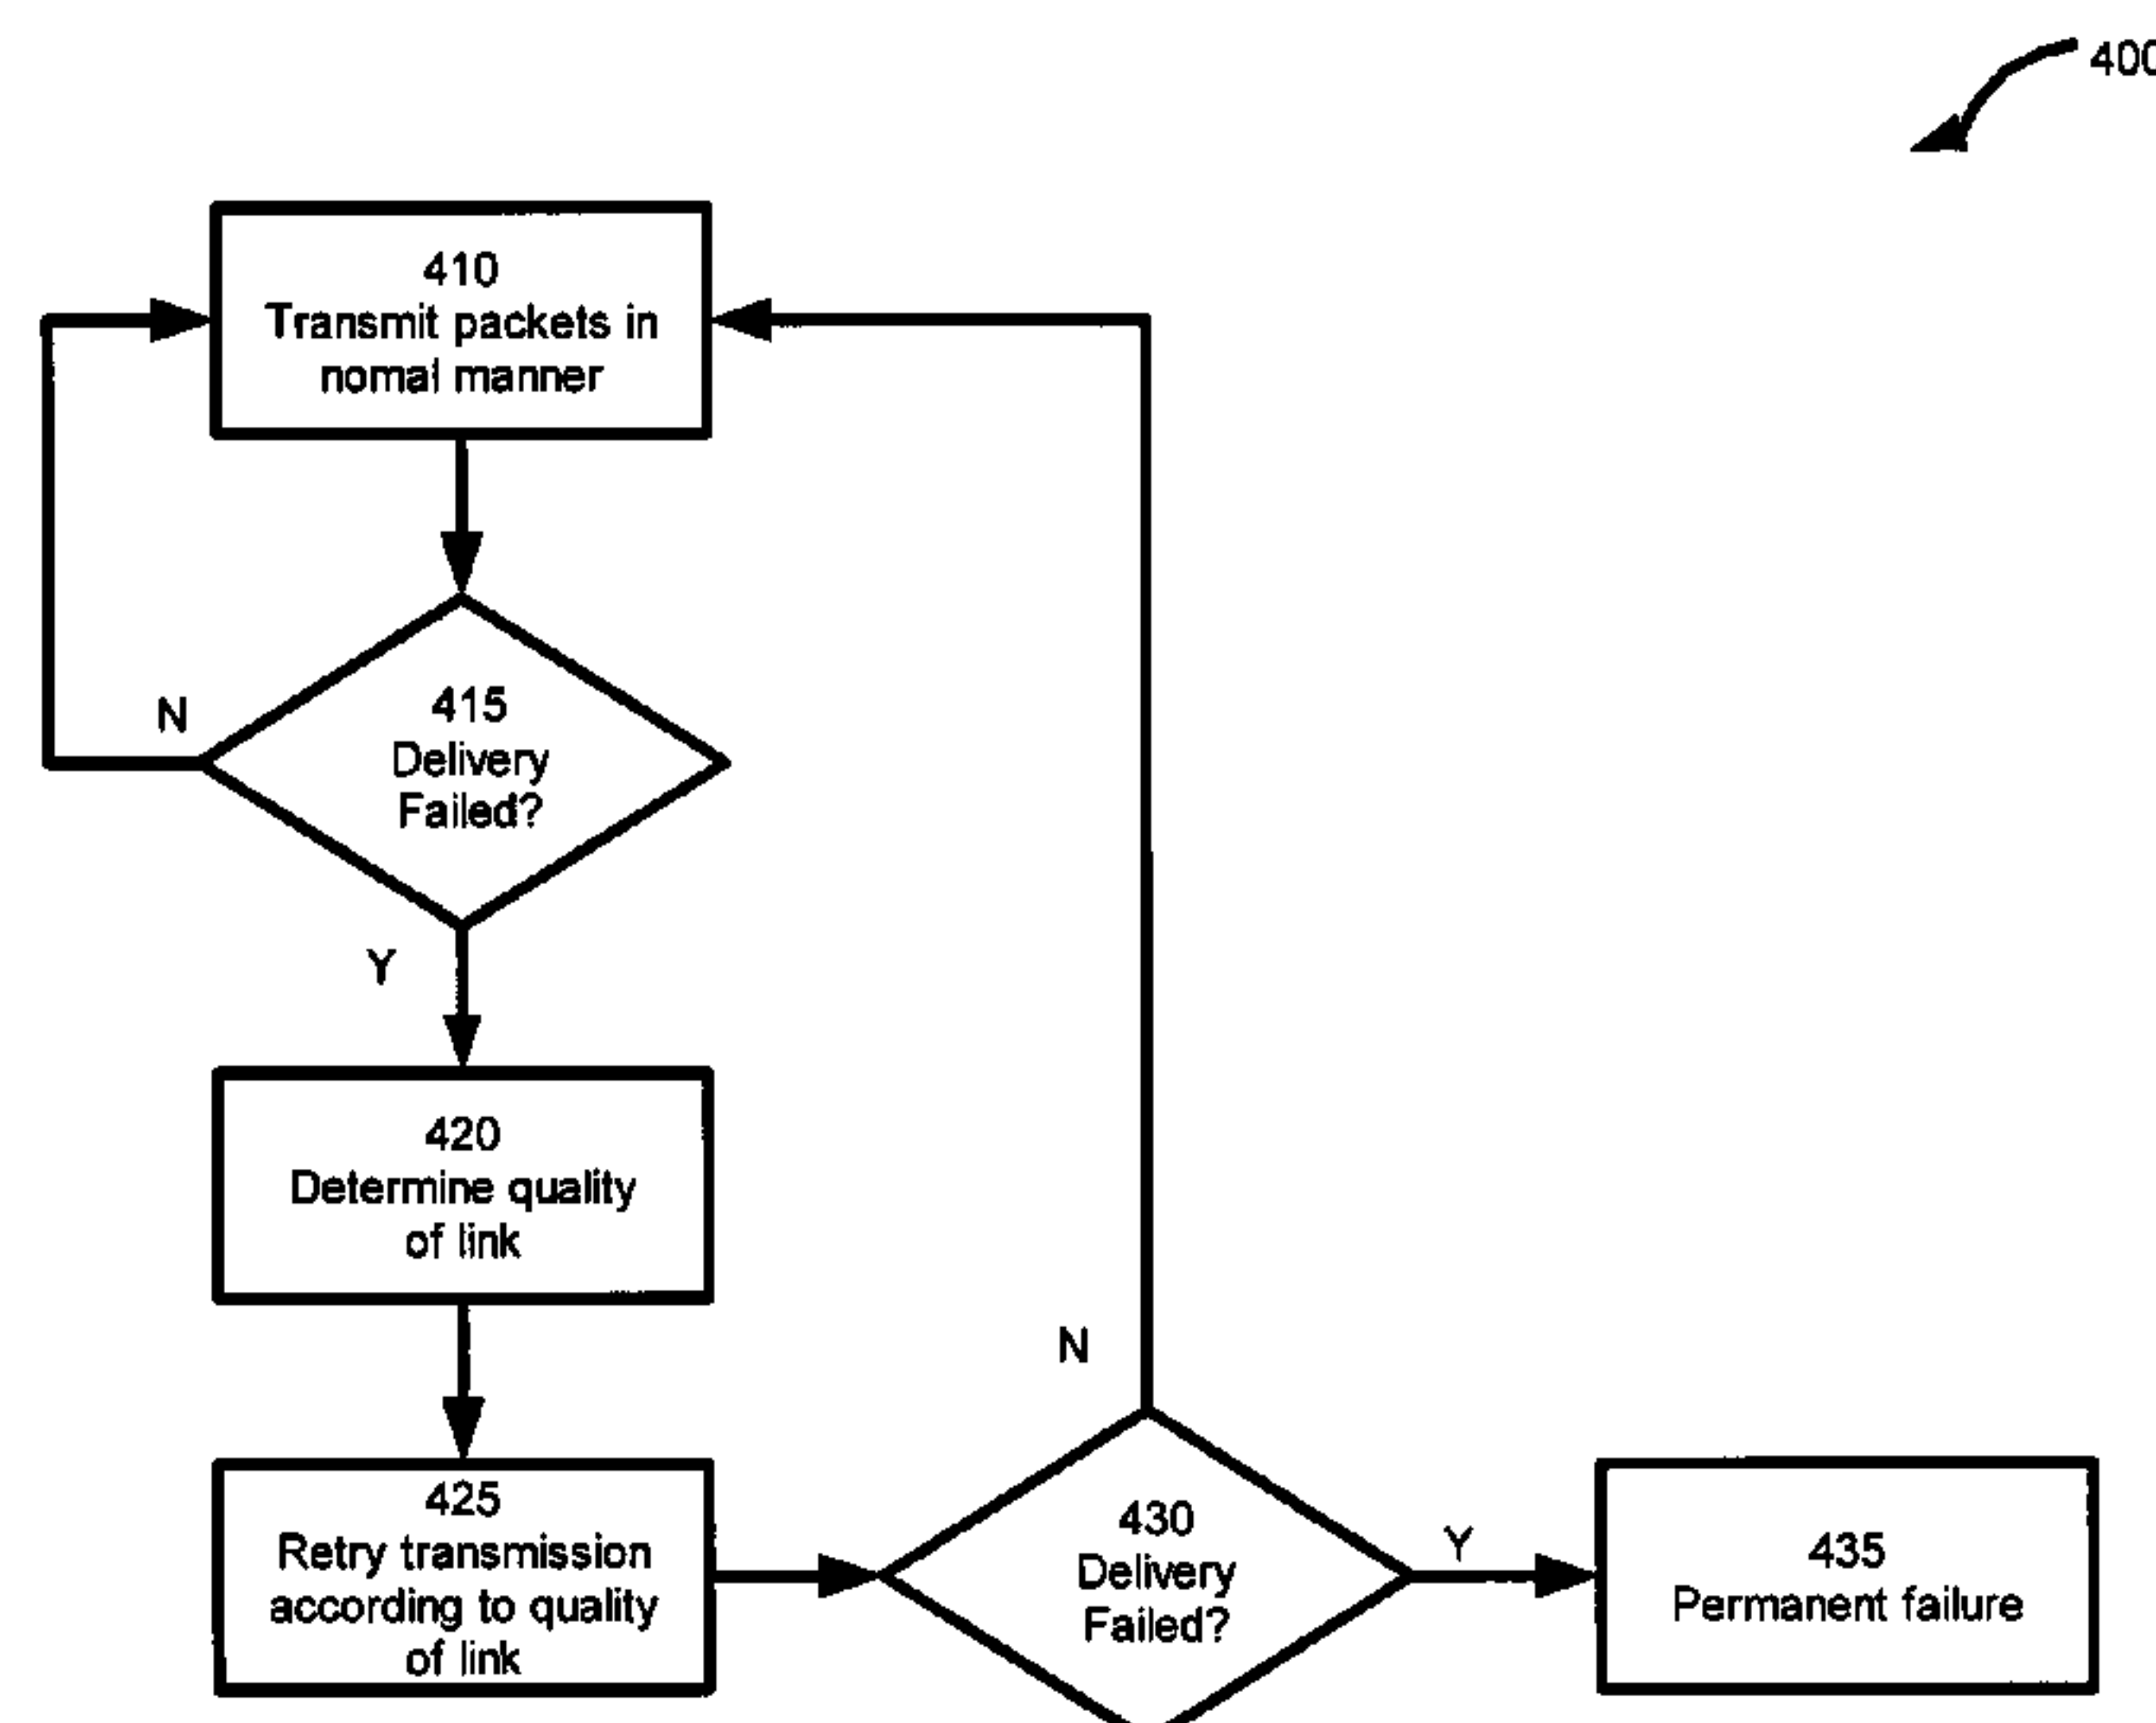 400
410
Transmit packets in
nomal manner
N
415
Delivery
Failed?
Y
420
Determine quality
of link
N
425
Retry transmission
according to quality
of link
430
Delivery
Failed?
Y
435
Permanent failure